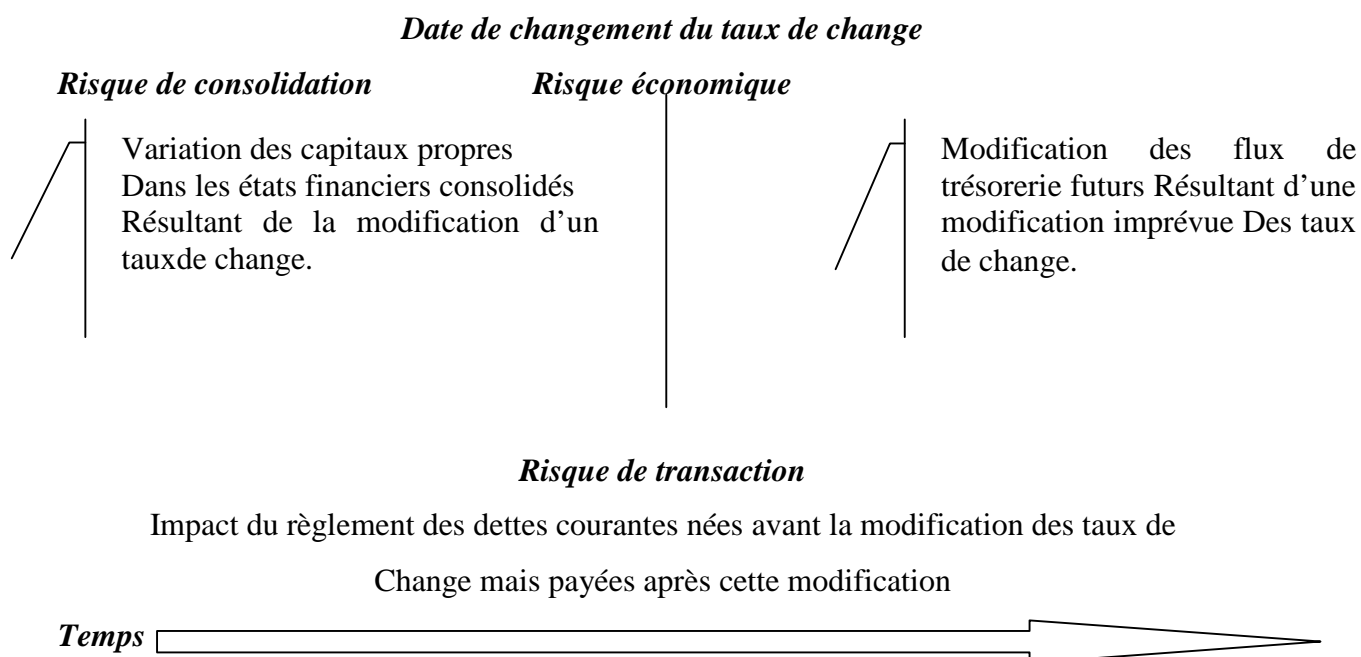 Date de changement du taux de change
Risque de consolidation Risque économique
Variation des capitaux propres
Dans les états financiers consolidés
Résultant de la modification d'un
tauxde change.
Modification des flux de
trésorerie futurs Résultant d'une
modification imprévue Des taux
de change.
Risque de transaction
Impact du règlement des dettes courantes nées avant la modification des taux de
Change mais payées après cette modification
Temps